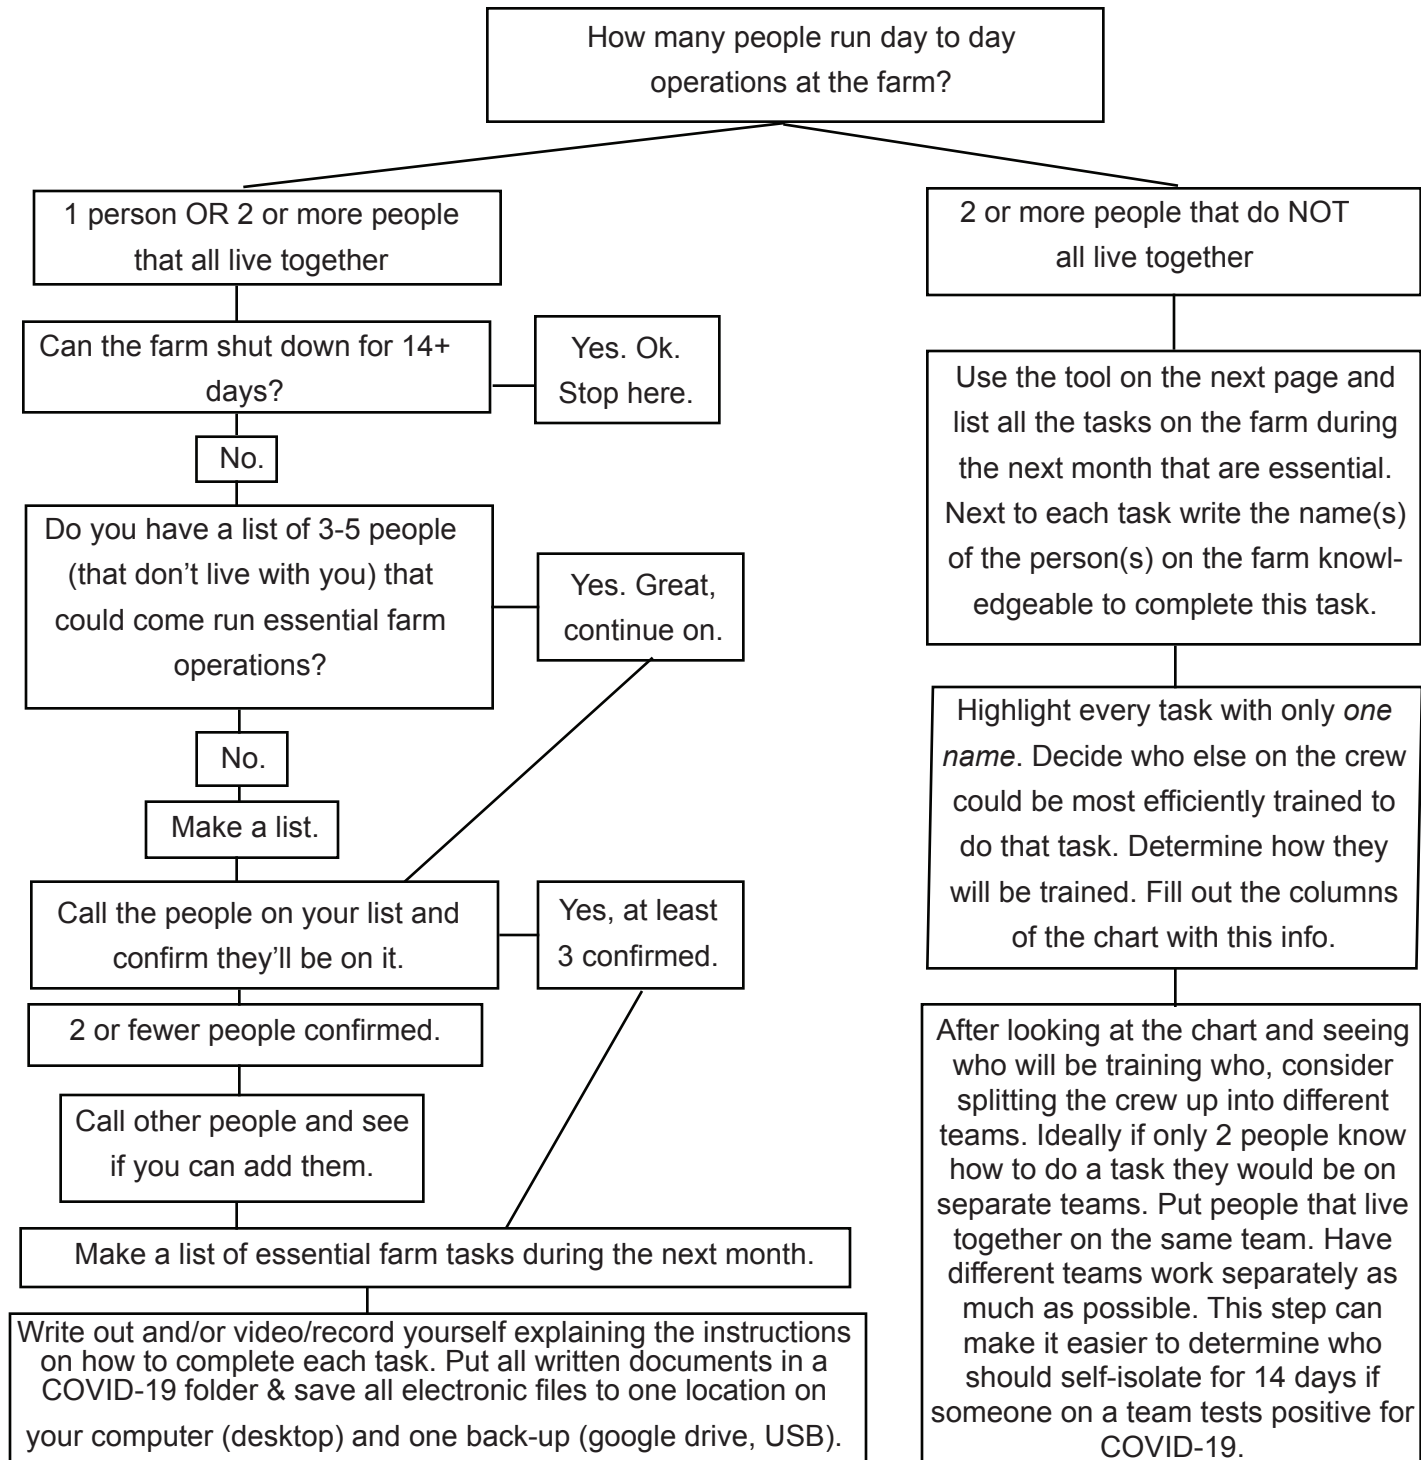 How many people run day to day
operations at the farm?
1 person OR 2 or more people
that all live together
Can the farm shut down for 14+
days?
Yes. Ok.
Stop here.
No.
Do you have a list of 3-5 people
(that don’t live with you) that
could come run essential farm
operations?
Yes. Great,
continue on.
No.
Make a list.
Call the people on your list and
confirm they’ll be on it.
Yes, at least
3 confirmed.
2 or fewer people confirmed.
Call other people and see
if you can add them.
Make a list of essential farm tasks during the next month.
Write out and/or video/record yourself explaining the instructions
on how to complete each task. Put all written documents in a
COVID-19 folder & save all electronic files to one location on
your computer (desktop) and one back-up (google drive, USB).
2 or more people that do NOT
all live together
Use the tool on the next page and
list all the tasks on the farm during
the next month that are essential.
Next to each task write the name(s)
of the person(s) on the farm knowl-
edgeable to complete this task.
Highlight every task with only one
name. Decide who else on the crew
could be most efficiently trained to
do that task. Determine how they
will be trained. Fill out the columns
of the chart with this info.
After looking at the chart and seeing
who will be training who, consider
splitting the crew up into different
teams. Ideally if only 2 people know
how to do a task they would be on
separate teams. Put people that live
together on the same team. Have
different teams work separately as
much as possible. This step can
make it easier to determine who
should self-isolate for 14 days if
someone on a team tests positive for
COVID-19.